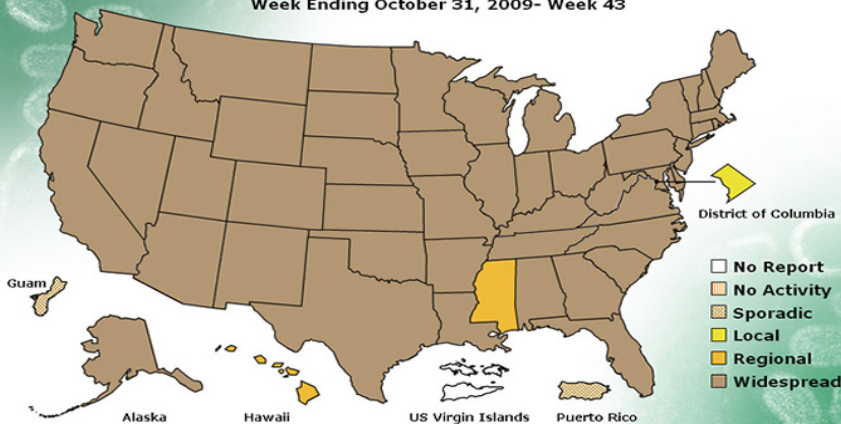 Week Ending October 31, 2009- Week 43
District of Columbia
Guam
No Report
No Activity
Sporadic
Local
Regional
Widespread
Alaska
Hawaii
US Virgin Islands
Puerto Rico